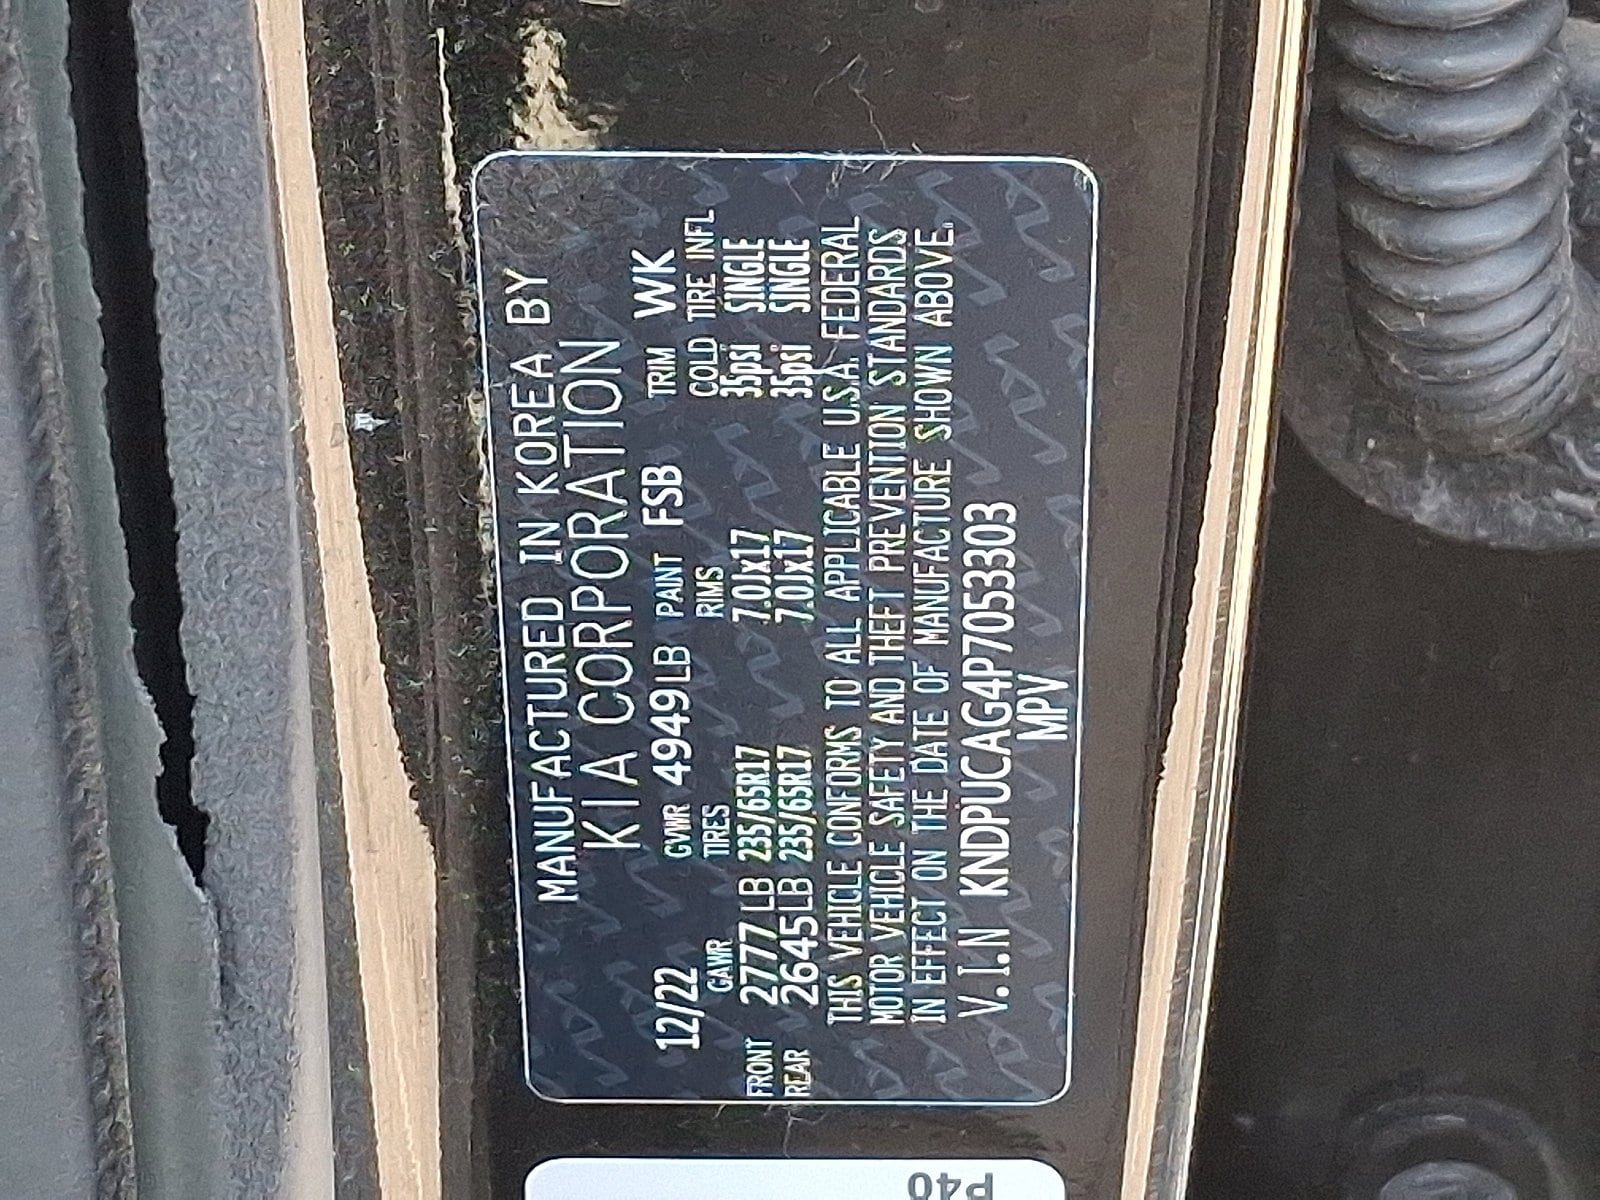 MANUFACTURED IN KOREA BY
KIA CORPORATION
12/22 GVWR 4949LB PAINT FSB TRIM WK
GAWR TIRES RIMS COLD TIRE INFL
FRONT 2777LB 235/65R17 7.0Jx17 35psi SINGLE
REAR 2645LB 235/65R17 7.0Jx17 35psi SINGLE
THIS VEHICLE CONFORMS TO ALL APPLICABLE U.S.A. FEDERAL
MOTOR VEHICLE SAFETY AND THEFT PREVENTION STANDARDS
IN EFFECT ON THE DATE OF MANUFACTURE SHOWN ABOVE.
V.I.N KNDPUCAG4P7053303
MPV
P40